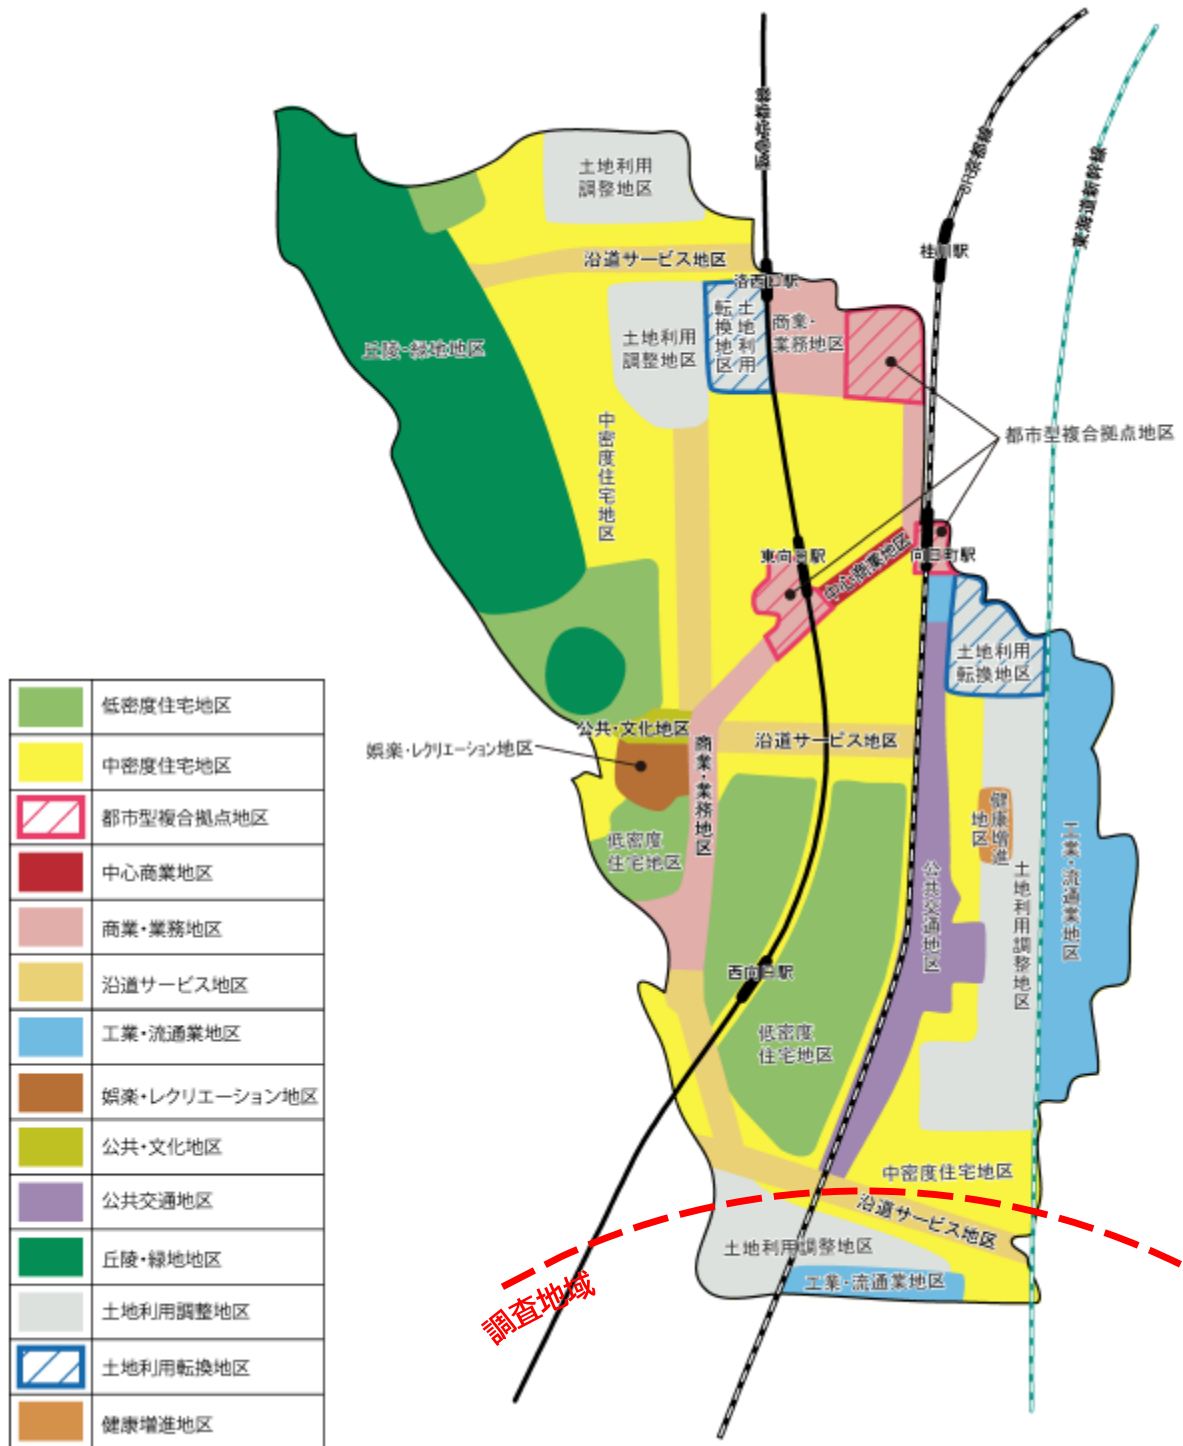 阪急京都線
JR京都線
東海道新幹線
土地利用
調整地区
桂川駅
沿道サービス地区
洛西口駅
土地利用
転換地区
商業・
業務地区
土地利用
調整地区
丘陵・緑地地区
都市型複合拠点地区
中密度住宅地区
東向日駅
中心商業地区
向日町駅
土地利用
転換地区
公共・文化地区
娯楽・レクリエーション地区
商業・業務地区
沿道サービス地区
健康増進
地区
低密度
住宅地区
公共交通地区
土地利用調整地区
工業・流通業地区
西向日駅
低密度
住宅地区
中密度住宅地区
沿道サービス地区
土地利用調整地区
工業・流通業地区
調査地域
低密度住宅地区
中密度住宅地区
都市型複合拠点地区
中心商業地区
商業・業務地区
沿道サービス地区
工業・流通業地区
娯楽・レクリエーション地区
公共・文化地区
公共交通地区
丘陵・緑地地区
土地利用調整地区
土地利用転換地区
健康増進地区